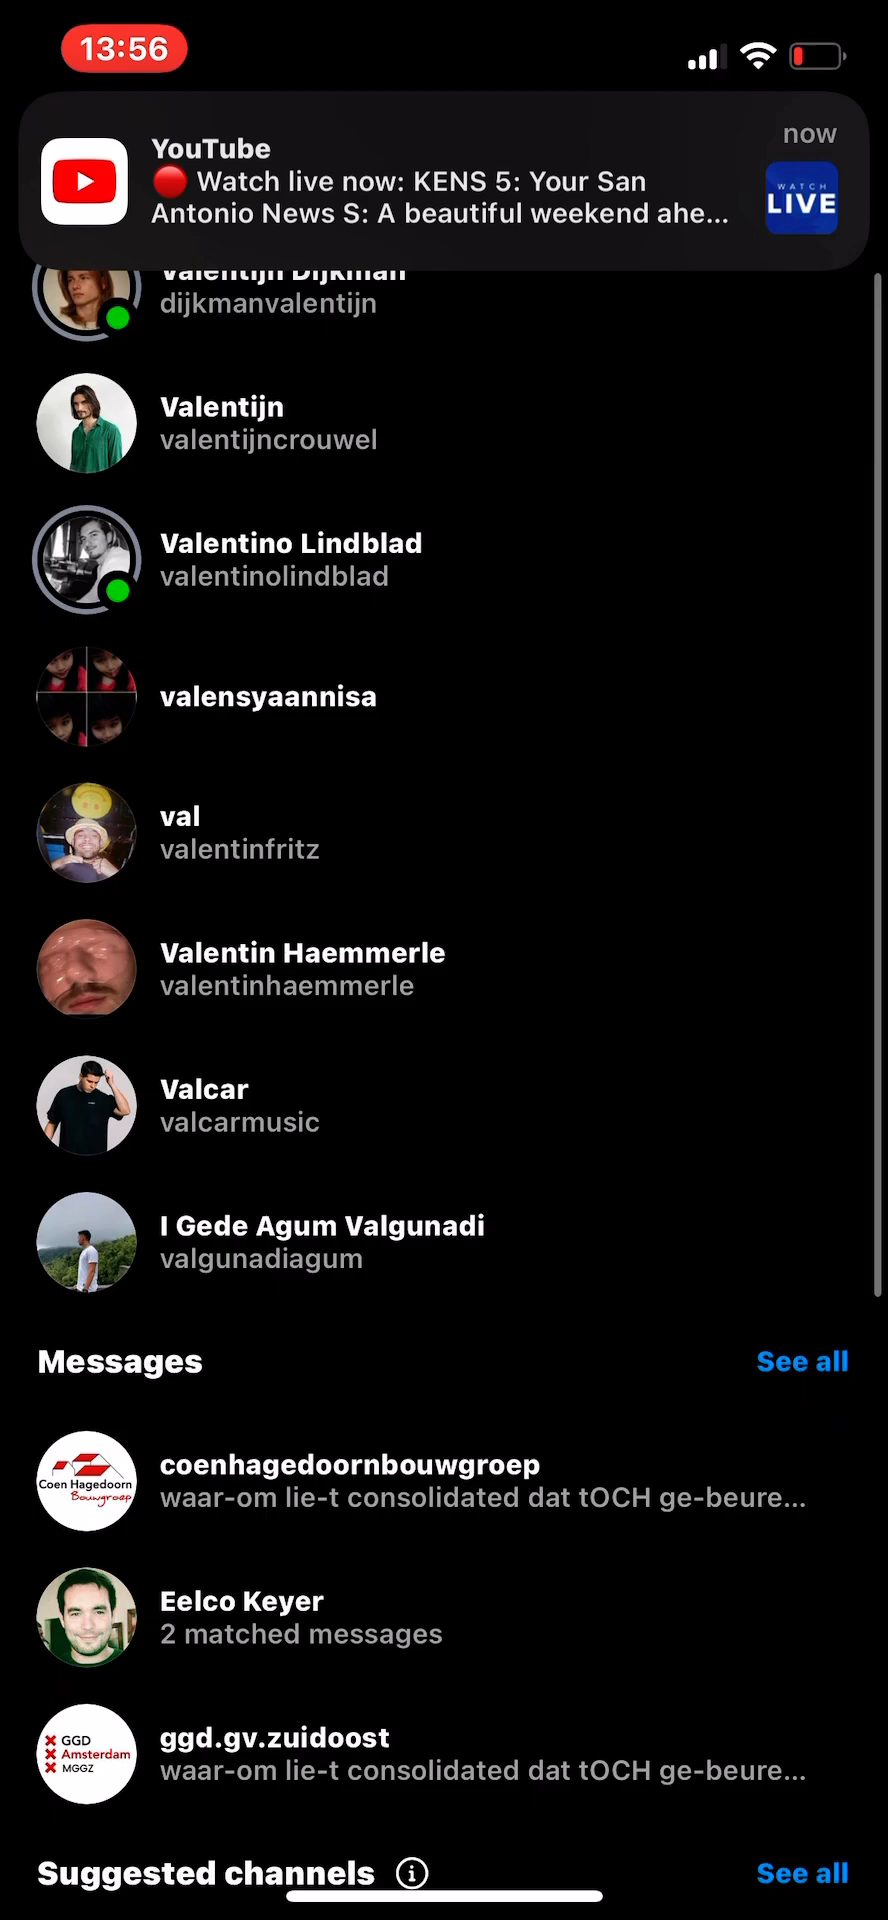 13:56
YouTube
now
🔴 Watch live now: KENS 5: Your San
Antonio News S: A beautiful weekend ahe...
WATCH
LIVE
Valentijn Dijkman
dijkmanvalentijn
Valentijn
valentijncrouwel
Valentino Lindblad
valentinolindblad
valensyaannisa
val
valentinfritz
Valentin Haemmerle
valentinhaemmerle
Valcar
valcarmusic
I Gede Agum Valgunadi
valgunadiagum
Messages
See all
Coen Hagedoorn
Bouwgroep
coenhagedoornbouwgroep
waar-om lie-t consolidated dat tOCH ge-beure...
Eelco Keyer
2 matched messages
GGD
Amsterdam
MGGZ
ggd.gv.zuidoost
waar-om lie-t consolidated dat tOCH ge-beure...
Suggested channels
See all